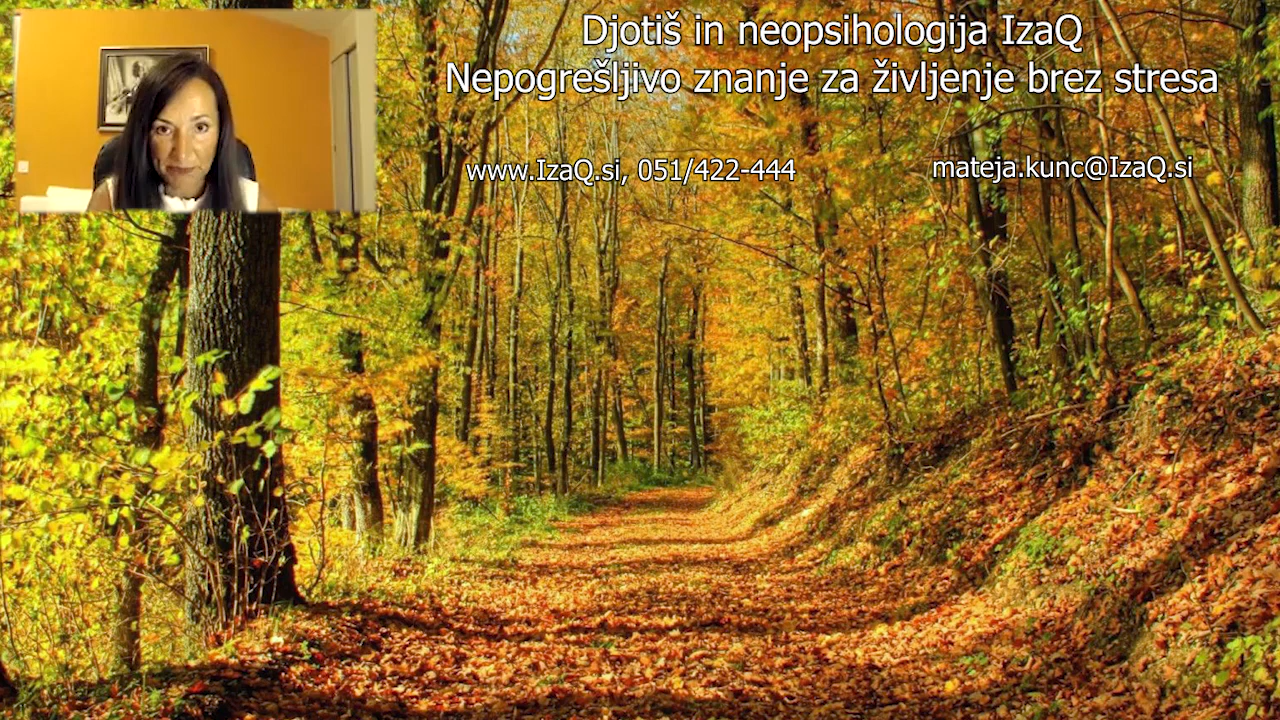 Djotiš in neopsihologija IzaQ
Nepogrešljivo znanje za življenje brez stresa
www.IzaQ.si, 051/422-444
mateja.kunc@IzaQ.si